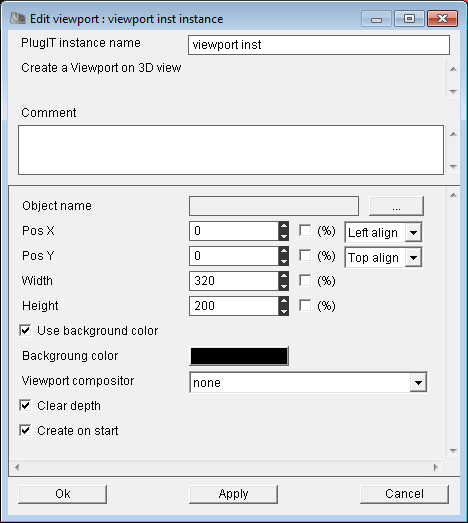 Edit viewport : viewport inst instance
PlugIT instance name viewport inst
Create a Viewport on 3D view
Comment
Object name ...
Pos X 0 (%) Left align
Pos Y 0 (%) Top align
Width 320 (%)
Height 200 (%)
Use background color
Backgroung color
Viewport compositor none
Clear depth
Create on start
Ok Apply Cancel